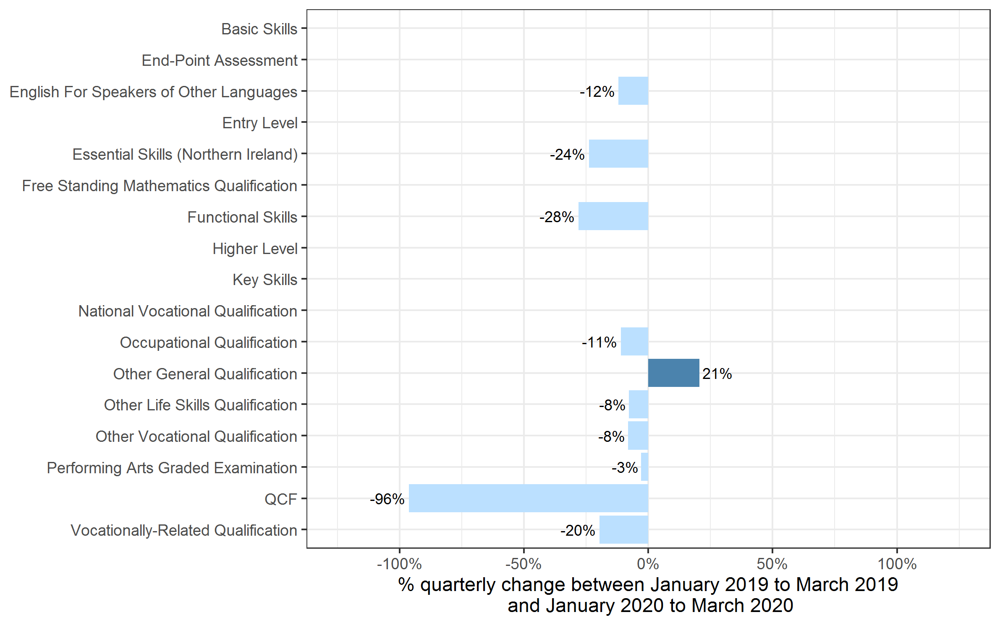 Basic Skills
End-Point Assessment
English For Speakers of Other Languages
-12%
Entry Level
Essential Skills (Northern Ireland)
-24%
Free Standing Mathematics Qualification
Functional Skills
-28%
Higher Level
Key Skills
National Vocational Qualification
Occupational Qualification
-11%
Other General Qualification
21%
Other Life Skills Qualification
-8%
Other Vocational Qualification
-8%
Performing Arts Graded Examination
-3%
QCF
-96%
Vocationally-Related Qualification
-20%
-100% -50% 0% 50% 100%
% quarterly change between January 2019 to March 2019
and January 2020 to March 2020